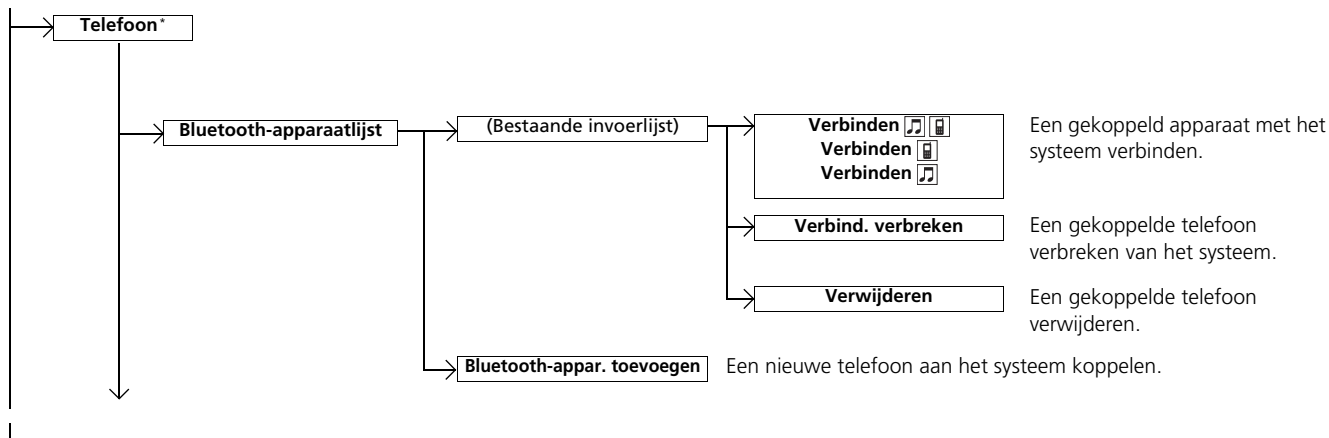 Telefoon*
Bluetooth-apparaatlijst
(Bestaande invoerlijst)
Verbinden
Verbinden
Verbinden
Een gekoppeld apparaat met het
systeem verbinden.
Verbind. verbreken
Een gekoppelde telefoon
verbreken van het systeem.
Verwijderen
Een gekoppelde telefoon
verwijderen.
Bluetooth-appar. toevoegen
Een nieuwe telefoon aan het systeem koppelen.